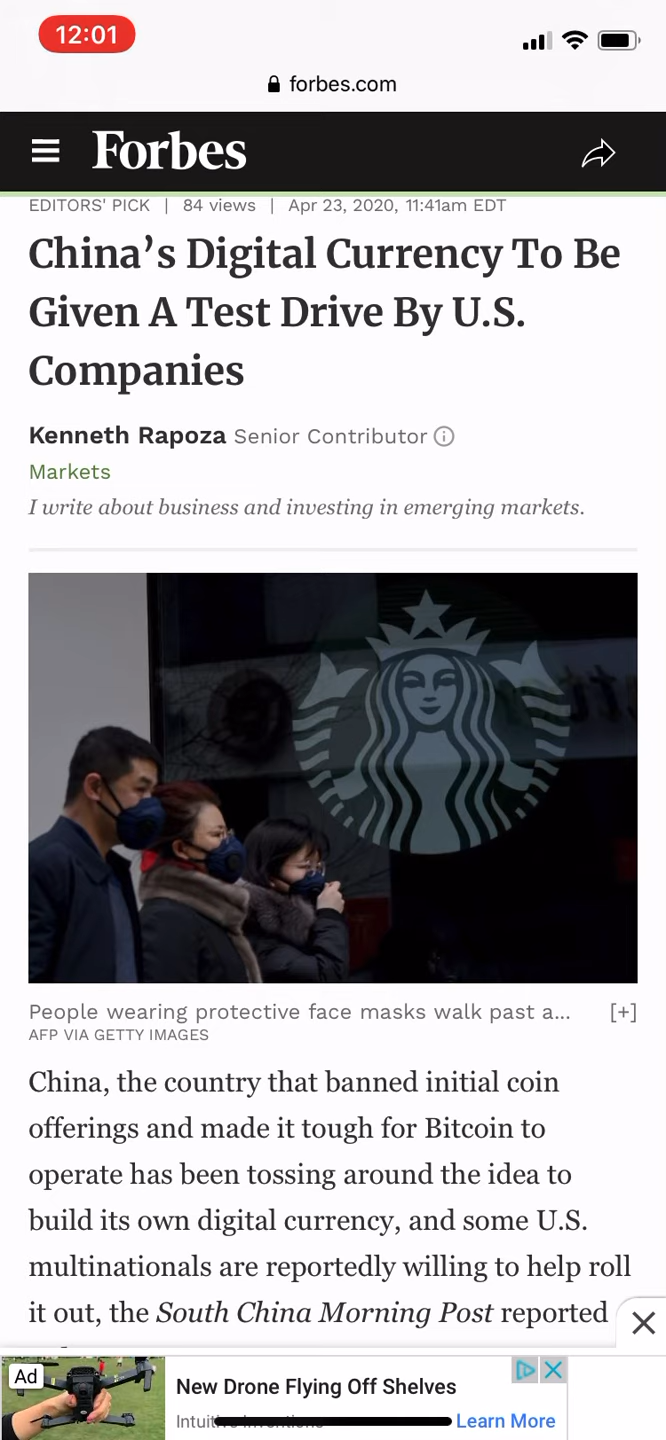 12:01
forbes.com
Forbes
EDITORS' PICK | 84 views | Apr 23, 2020, 11:41am EDT
China's Digital Currency To Be
Given A Test Drive By U.S.
Companies
Kenneth Rapoza Senior Contributor
Markets
I write about business and investing in emerging markets.
People wearing protective face masks walk past a... [+]
AFP VIA GETTY IMAGES
China, the country that banned initial coin
offerings and made it tough for Bitcoin to
operate has been tossing around the idea to
build its own digital currency, and some U.S.
multinationals are reportedly willing to help roll
it out, the South China Morning Post reported
Ad
New Drone Flying Off Shelves
Learn More